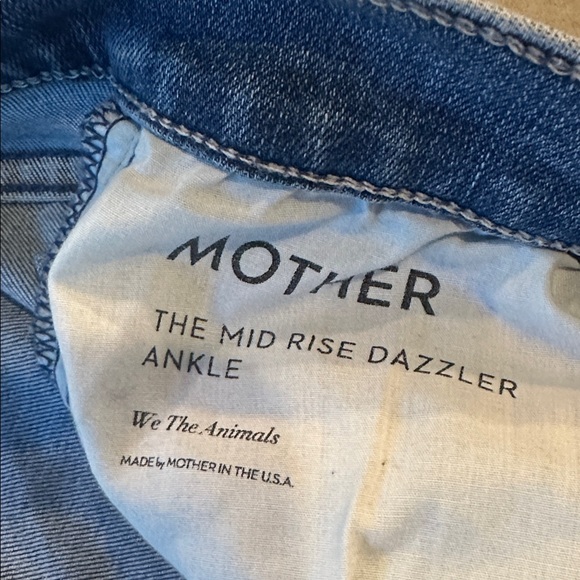 MOTHER
THE MID RISE DAZZLER
ANKLE
We The Animals
MADE by MOTHER IN THE U.S.A.